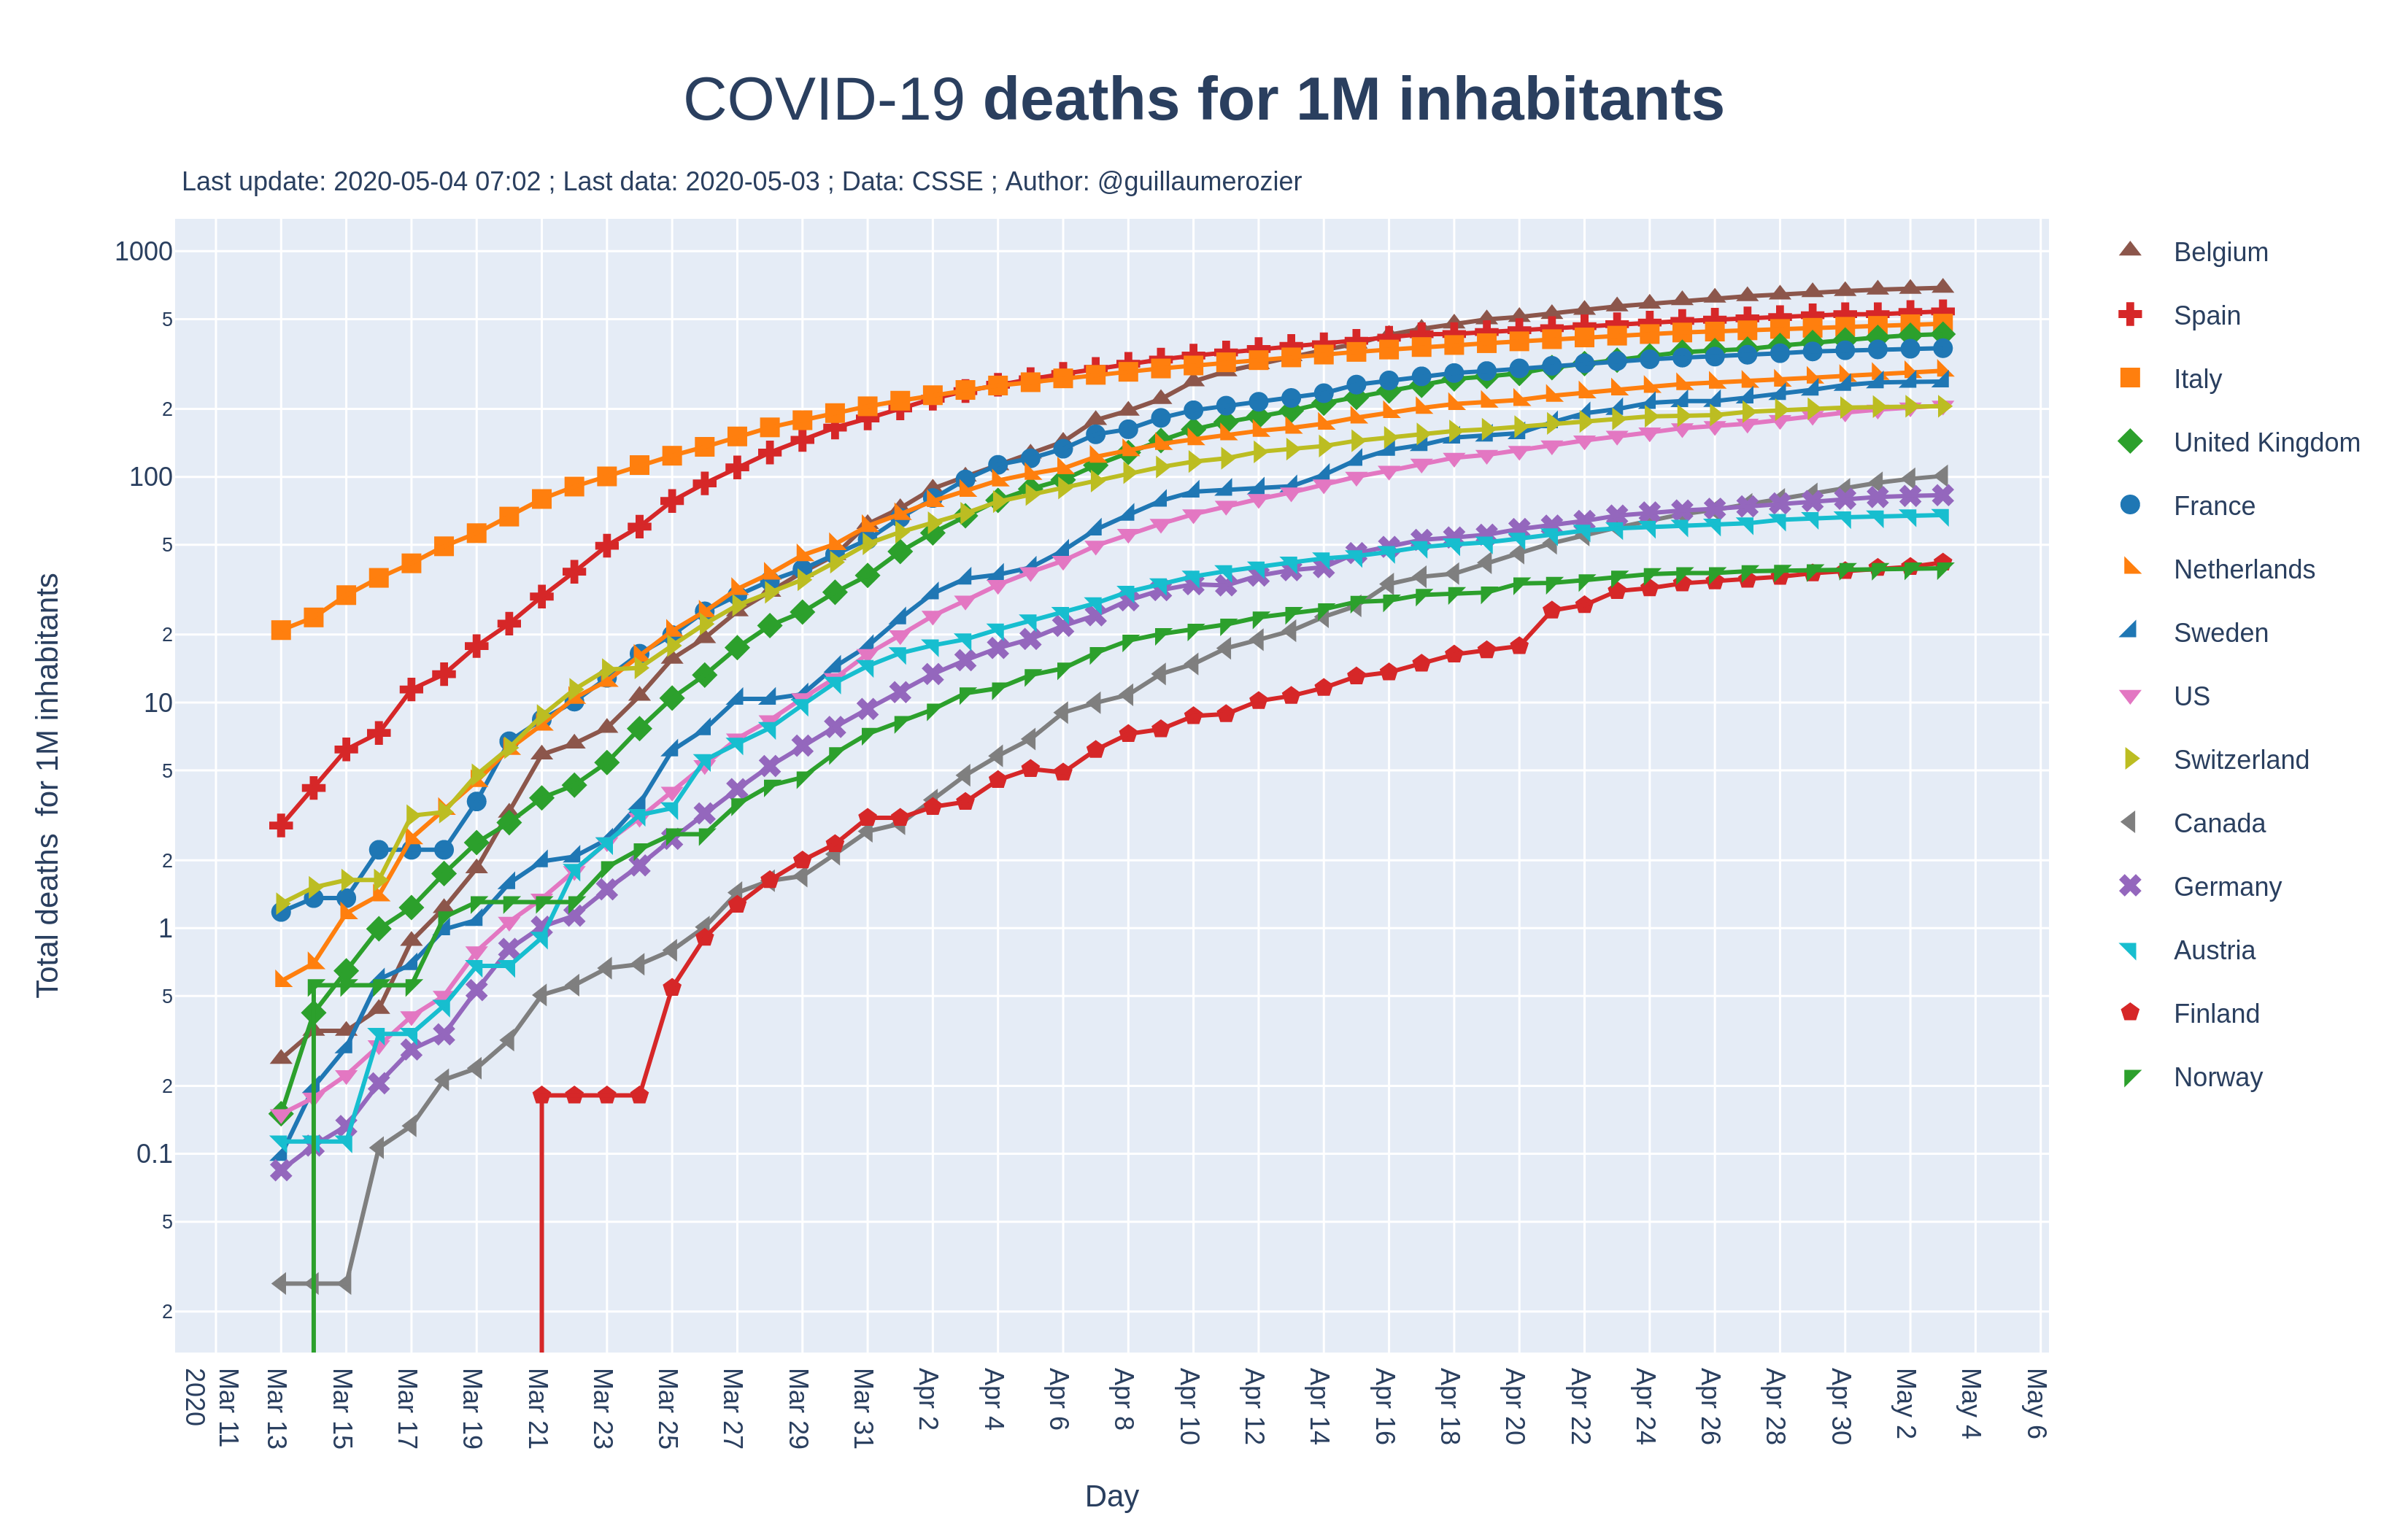 COVID-19 deaths for 1M inhabitants
Last update: 2020-05-04 07:02 ; Last data: 2020-05-03 ; Data: CSSE ; Author: @guillaumerozier
Total deaths for 1M inhabitants
1000
5
2
100
5
2
10
5
2
1
5
2
0.1
5
2
Mar 11
2020
Mar 13
Mar 15
Mar 17
Mar 19
Mar 21
Mar 23
Mar 25
Mar 27
Mar 29
Mar 31
Apr 2
Apr 4
Apr 6
Apr 8
Apr 10
Apr 12
Apr 14
Apr 16
Apr 18
Apr 20
Apr 22
Apr 24
Apr 26
Apr 28
Apr 30
May 2
May 4
May 6
Day
Belgium
Spain
Italy
United Kingdom
France
Netherlands
Sweden
US
Switzerland
Canada
Germany
Austria
Finland
Norway